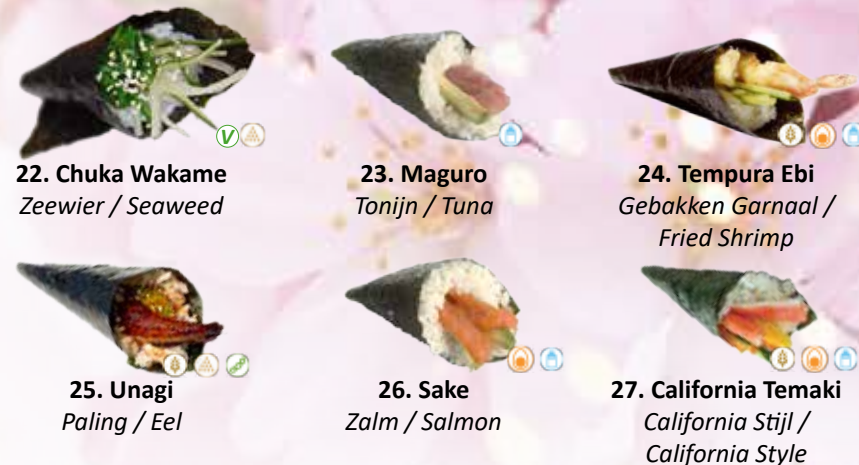 V
22. Chuka Wakame
Zeewier / Seaweed
23. Maguro
Tonijn / Tuna
24. Tempura Ebi
Gebakken Garnaal /
Fried Shrimp
25. Unagi
Paling / Eel
26. Sake
Zalm / Salmon
27. California Temaki
California Stijl /
California Style